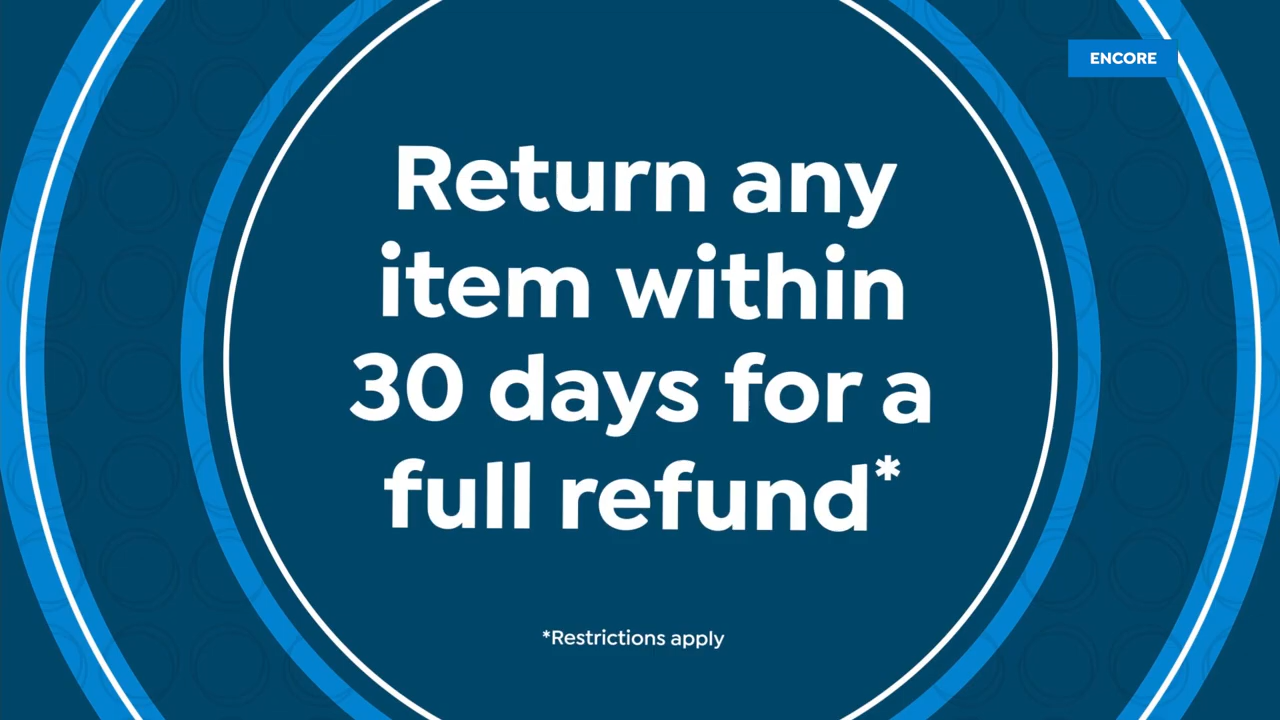 ENCORE
Return any
item within
30 days for a
full refund*
*Restrictions apply